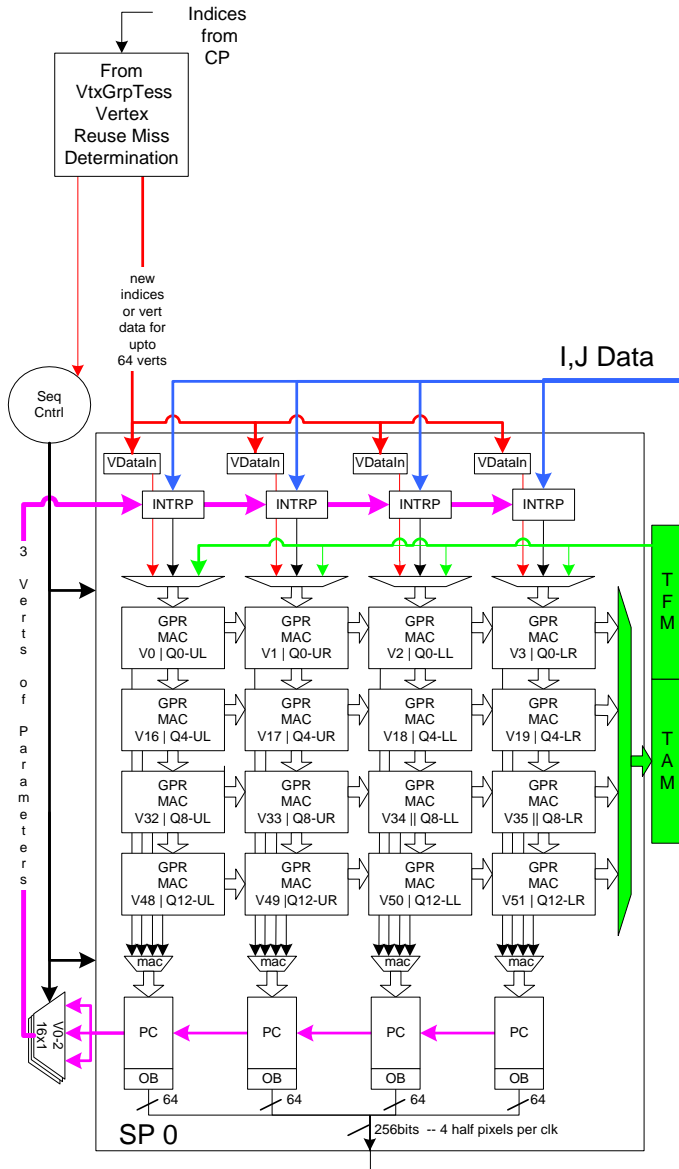 Indices
from
CP
From
VtxGrpTess
Vertex
Reuse Miss
Determination
new
indices
or vert
data for
upto
64 verts
I,J Data
Seq
Cntrl
VDataIn
VDataIn
VDataIn
VDataIn
INTRP
INTRP
INTRP
INTRP
3 Verts of Parameters
TFM
TAM
GPR
MAC
V0 | Q0-UL
GPR
MAC
V1 | Q0-UR
GPR
MAC
V2 | Q0-LL
GPR
MAC
V3 | Q0-LR
GPR
MAC
V16 | Q4-UL
GPR
MAC
V17 | Q4-UR
GPR
MAC
V18 | Q4-LL
GPR
MAC
V19 | Q4-LR
GPR
MAC
V32 | Q8-UL
GPR
MAC
V33 | Q8-UR
GPR
MAC
V34 || Q8-LL
GPR
MAC
V35 || Q8-LR
GPR
MAC
V48 | Q12-UL
GPR
MAC
V49 |Q12-UR
GPR
MAC
V50 | Q12-LL
GPR
MAC
V51 | Q12-LR
mac
mac
mac
mac
V0-2
16x1
PC
PC
PC
PC
OB
OB
OB
OB
64
64
64
64
256bits -- 4 half pixels per clk
SP 0